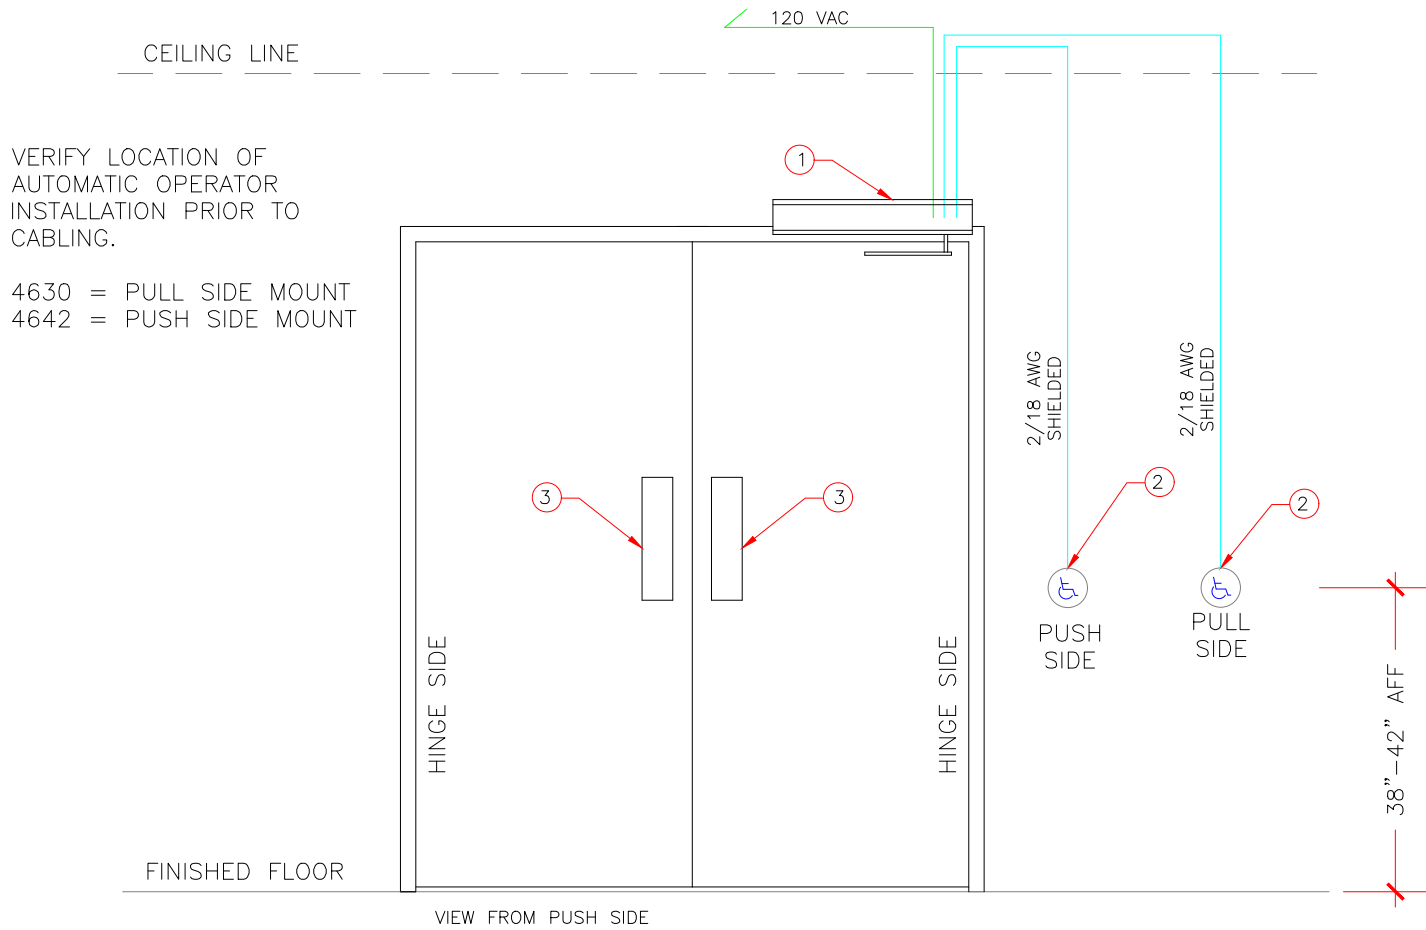 120 VAC
CEILING LINE
VERIFY LOCATION OF
AUTOMATIC OPERATOR
INSTALLATION PRIOR TO
CABLING.
4630 = PULL SIDE MOUNT
4642 = PUSH SIDE MOUNT
1
2/18 AWG
SHIELDED
2/18 AWG
SHIELDED
3
3
2
2
PUSH
SIDE
PULL
SIDE
HINGE SIDE
HINGE SIDE
38"-42" AFF
FINISHED FLOOR
VIEW FROM PUSH SIDE